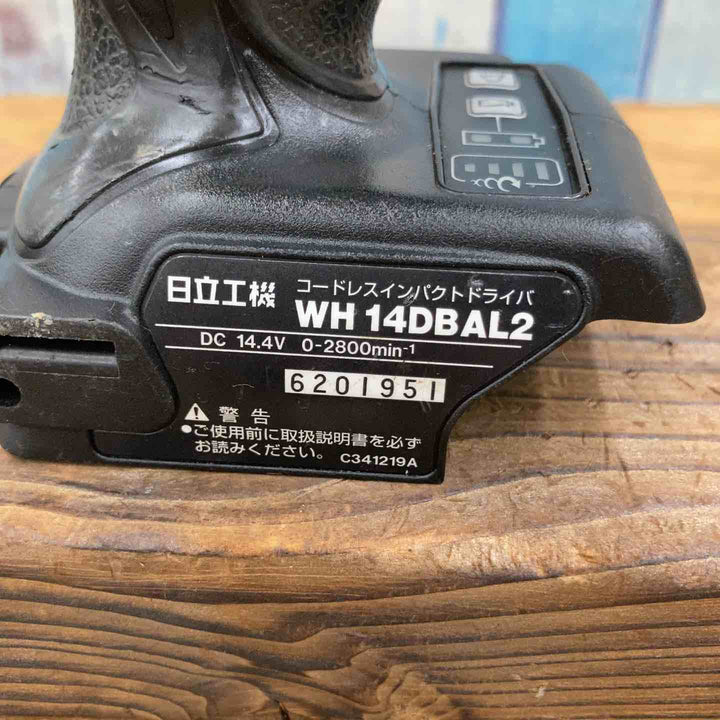 日立工機 コードレスインパクトドライバ
WH 14DBAL2
DC 14.4V 0-2800min⁻¹
6201951
⚠ 警告
●ご使用前に取扱説明書を必ず
お読みください。 C341219A